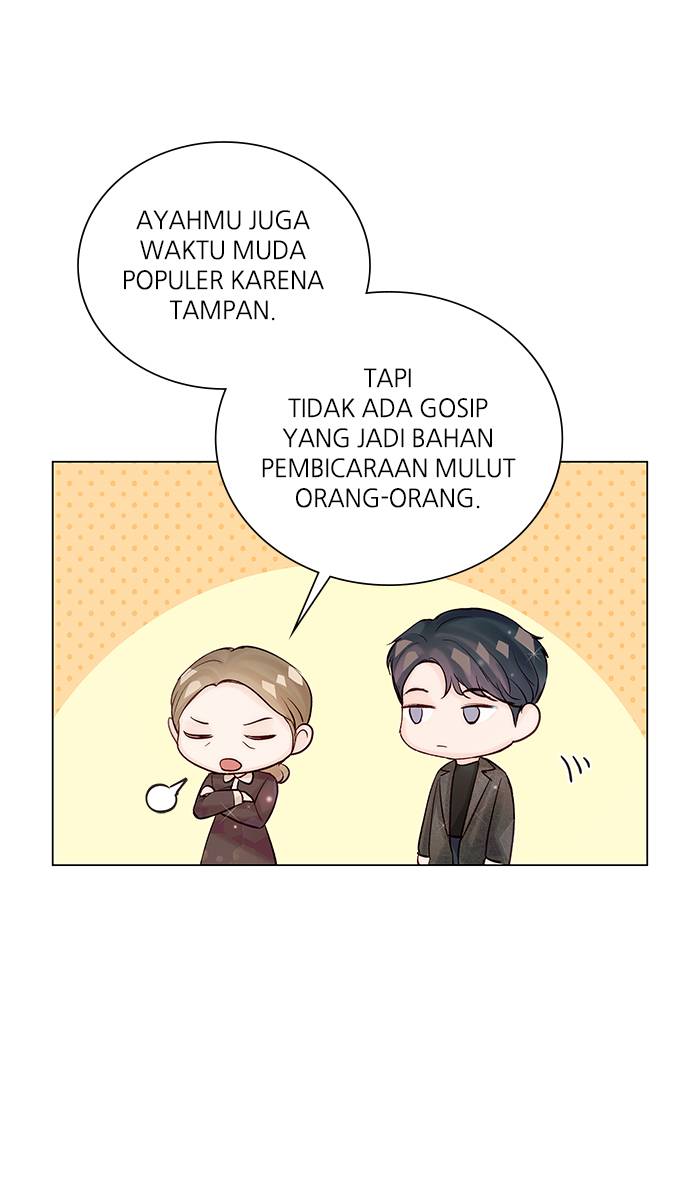 AYAHMU JUGA
WAKTU MUDA
POPULER KARENA
TAMPAN.
TAPI
TIDAK ADA GOSIP
YANG JADI BAHAN
PEMBICARAAN MULUT
ORANG-ORANG.